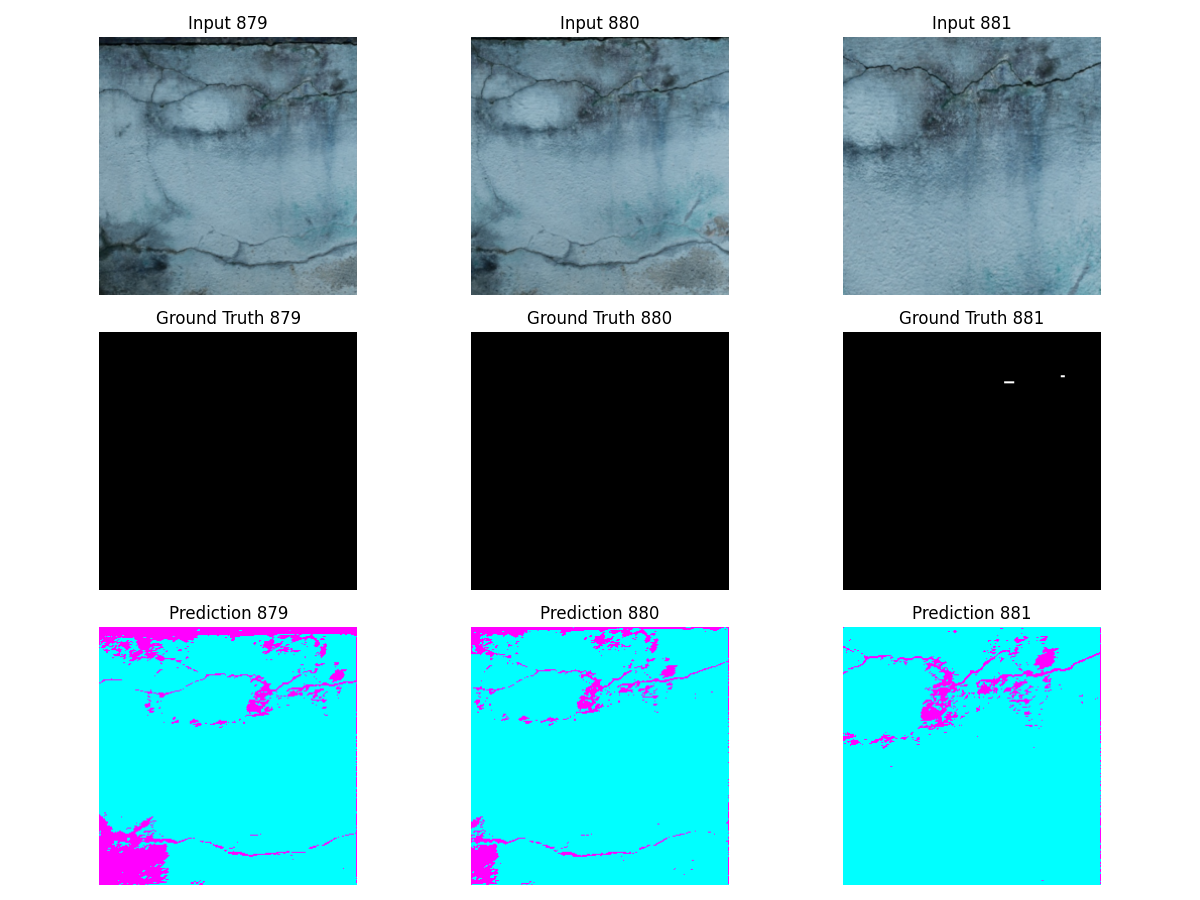 Input 879
Input 880
Input 881
Ground Truth 879
Ground Truth 880
Ground Truth 881
Prediction 879
Prediction 880
Prediction 881